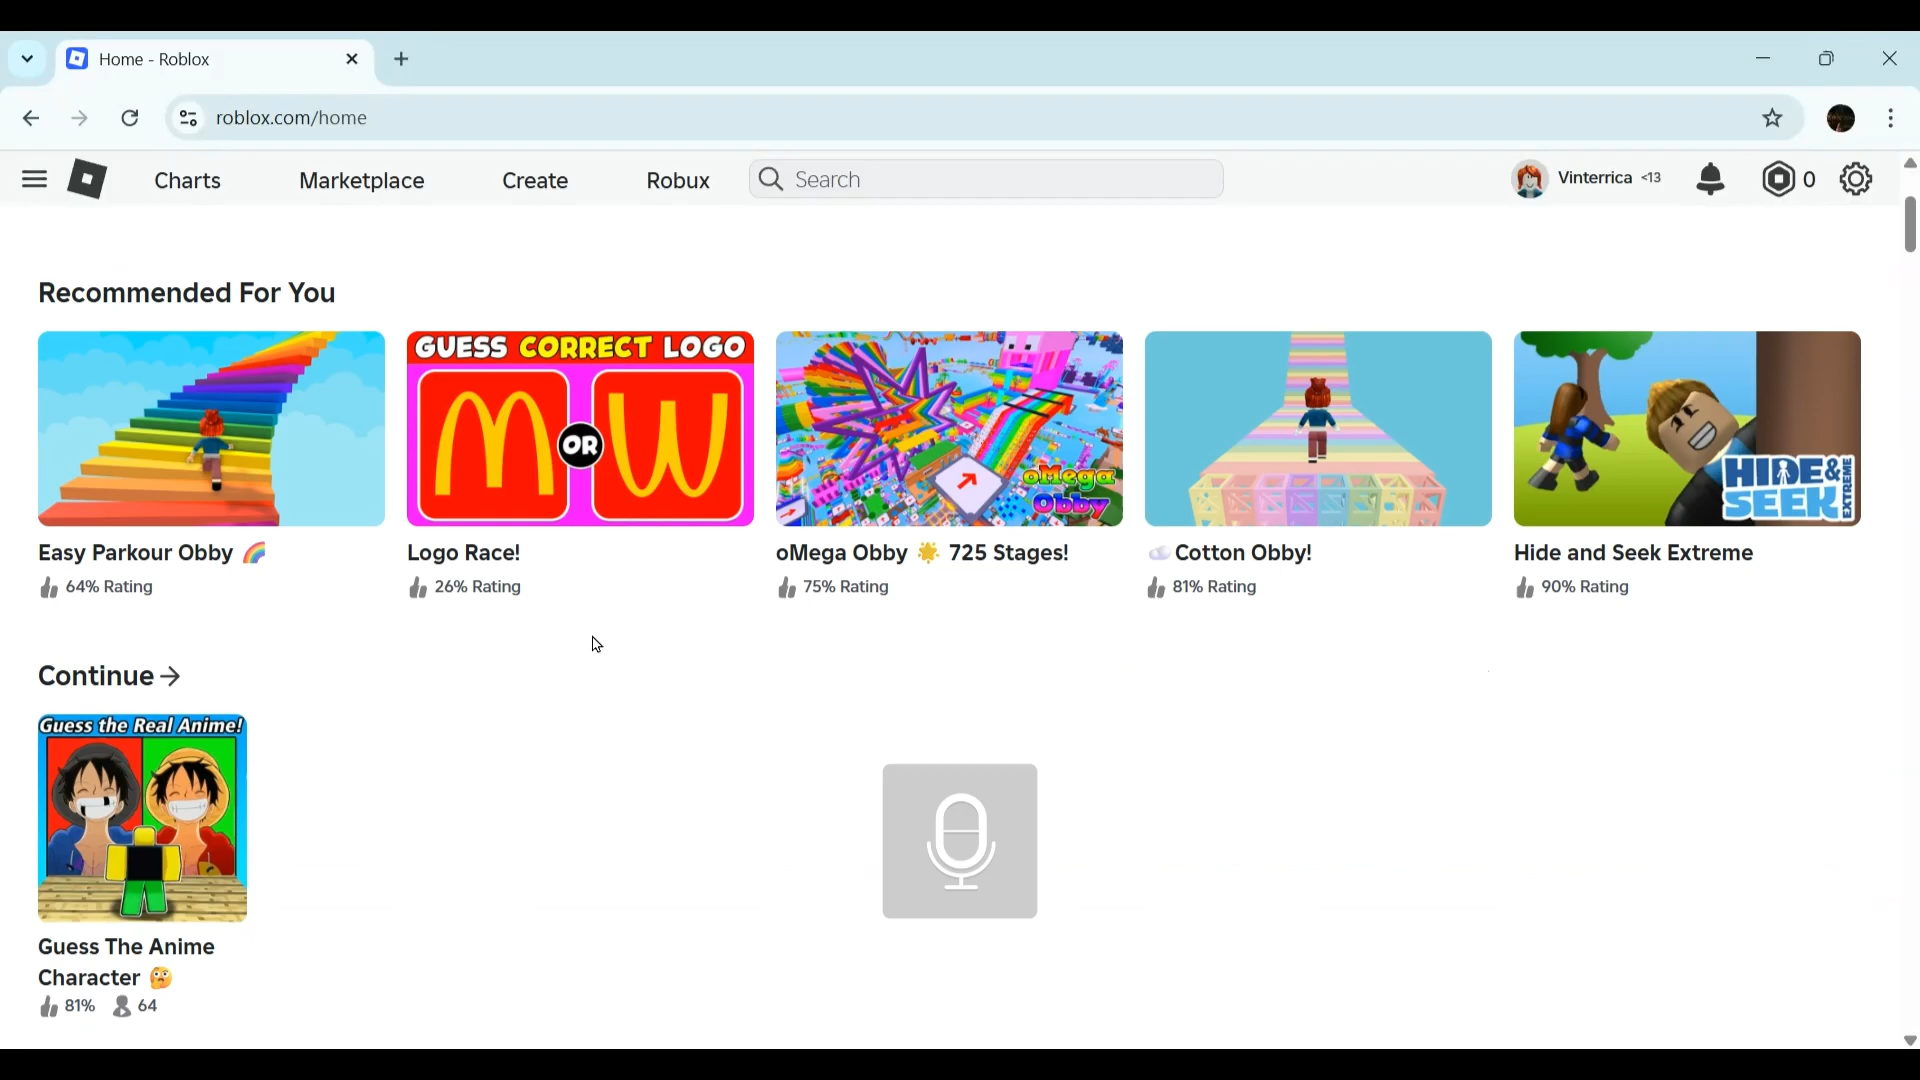 Home - Roblox
roblox.com/home
Charts Marketplace Create Robux Search Vinterrica <13 0
Recommended For You
GUESS CORRECT LOGO
OR
oMega
Obby
HIDE&
SEEK
EXTREME
Easy Parkour Obby 🌈 Logo Race! oMega Obby 🌟 725 Stages! ☁️Cotton Obby! Hide and Seek Extreme
64% Rating 26% Rating 75% Rating 81% Rating 90% Rating
Continue→
Guess the Real Anime!
Guess The Anime
Character 🤔
81% 64